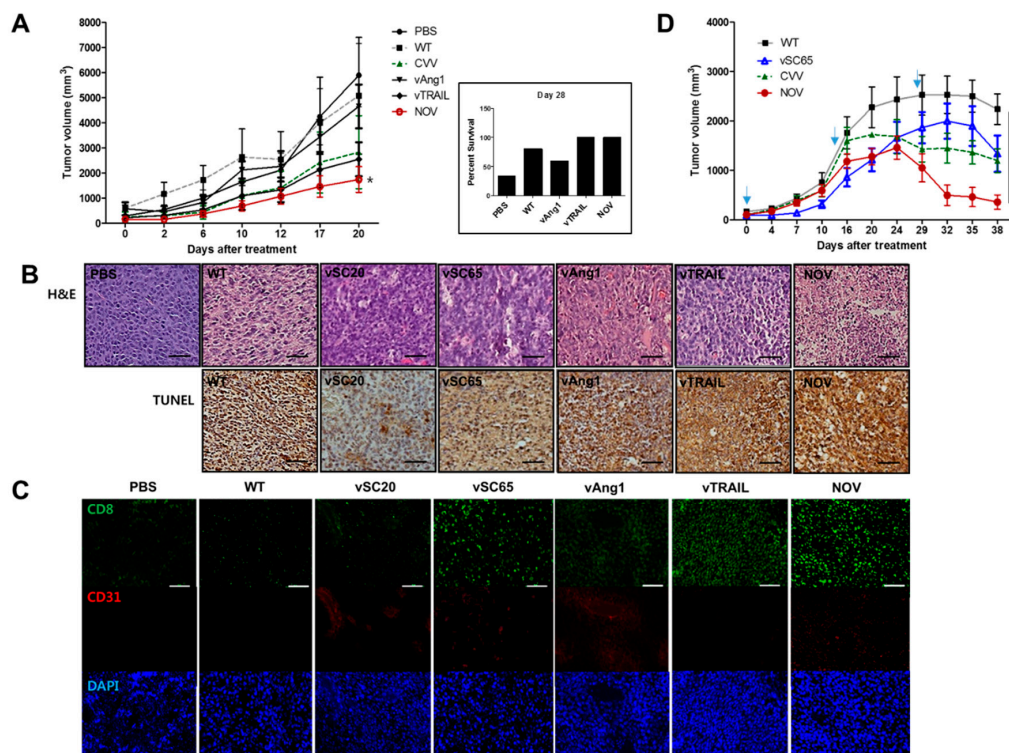 A
Tumor volume (mm³)
8000
7000
6000
5000
4000
3000
2000
1000
0
0 2 6 10 12 17 20
Days after treatment
PBS
WT
CVV
vAng1
vTRAIL
NOV
*
Day 28
Percent Survival
150
100
50
0
PBS WT vAng1 vTRAIL NOV
D
Tumor volume (mm³)
4000
3000
2000
1000
0
0 4 7 10 16 20 24 29 32 35 38
Days after treatment
WT
vSC65
CVV
NOV
B
H&E
PBS WT vSC20 vSC65 vAng1 vTRAIL NOV
TUNEL
WT vSC20 vSC65 vAng1 vTRAIL NOV
C
PBS WT vSC20 vSC65 vAng1 vTRAIL NOV
CD8
CD31
DAPI